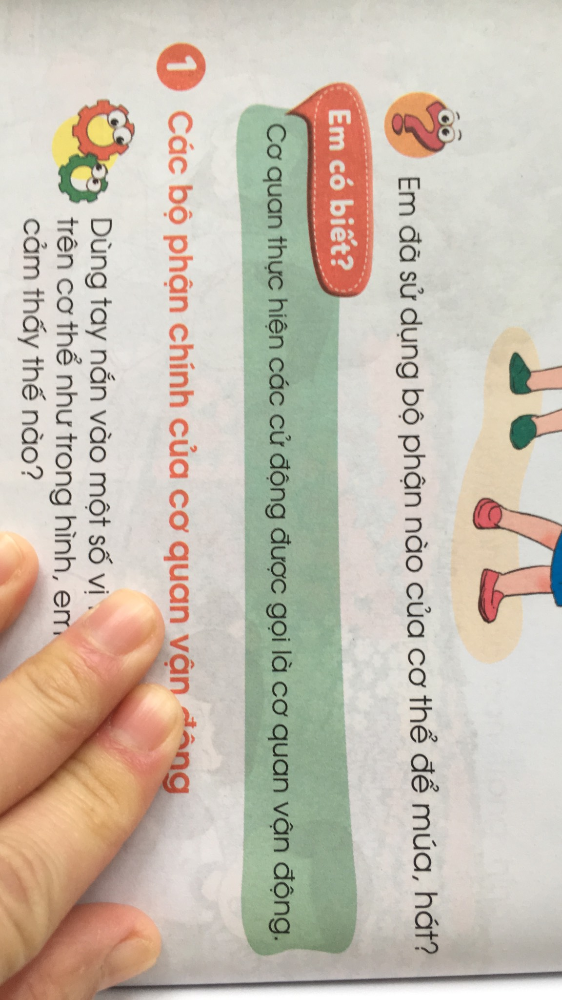 Em đã sử dụng bộ phận nào của cơ thể để múa, hát?
Em có biết?
Cơ quan thực hiện các cử động được gọi là cơ quan vận động.
1 Các bộ phận chính của cơ quan vận động
Dùng tay nắn vào một số vị
trên cơ thể như trong hình, em
cảm thấy thế nào?